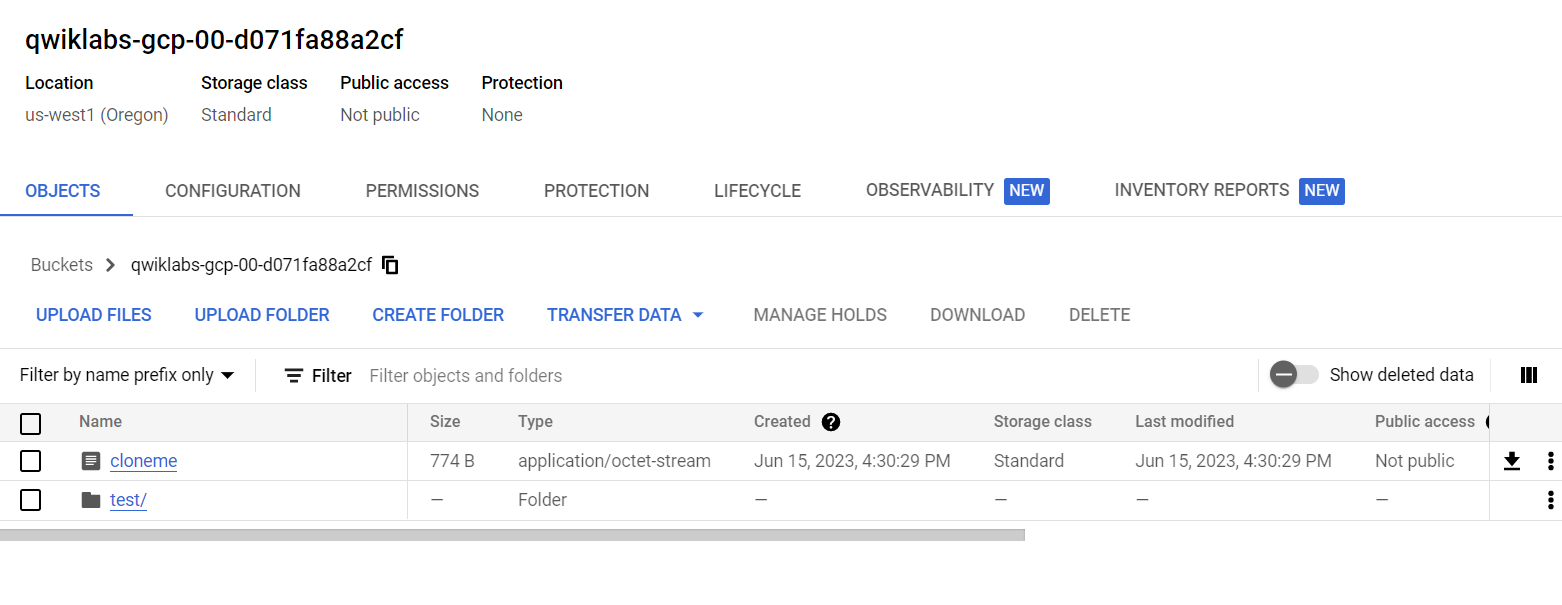 qwiklabs-gcp-00-d071fa88a2cf
Location Storage class Public access Protection
us-west1 (Oregon) Standard Not public None
OBJECTS CONFIGURATION PERMISSIONS PROTECTION LIFECYCLE OBSERVABILITY NEW INVENTORY REPORTS NEW
Buckets qwiklabs-gcp-00-d071fa88a2cf
UPLOAD FILES UPLOAD FOLDER CREATE FOLDER TRANSFER DATA MANAGE HOLDS DOWNLOAD DELETE
Filter by name prefix only Filter Filter objects and folders Show deleted data
Name Size Type Created ? Storage class Last modified Public access
cloneme 774 B application/octet-stream Jun 15, 2023, 4:30:29 PM Standard Jun 15, 2023, 4:30:29 PM Not public
test/ — Folder — — — —